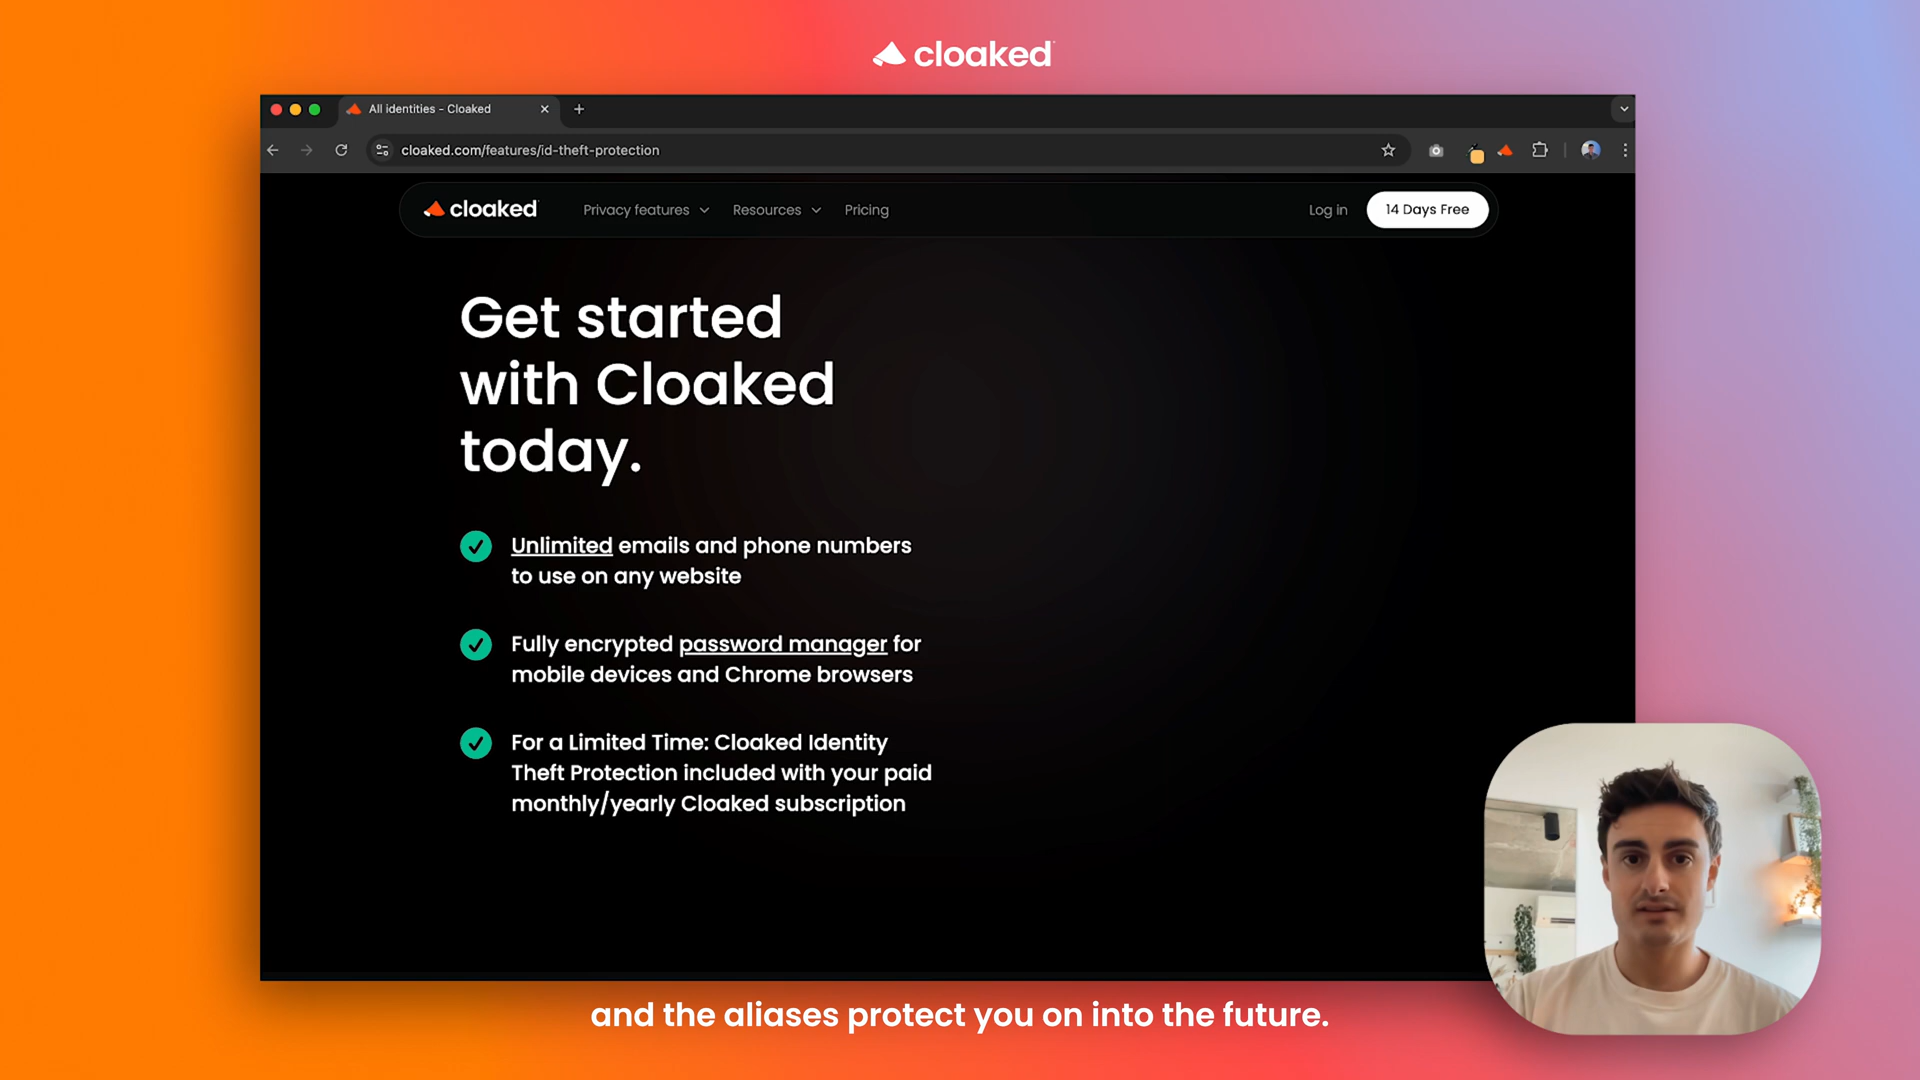 cloaked
All identities - Cloaked
cloaked.com/features/id-theft-protection
cloaked
Privacy features
Resources
Pricing
Log in
14 Days Free
Get started
with Cloaked
today.
Unlimited emails and phone numbers
to use on any website
Fully encrypted password manager for
mobile devices and Chrome browsers
For a Limited Time: Cloaked Identity
Theft Protection included with your paid
monthly/yearly Cloaked subscription
and the aliases protect you on into the future.